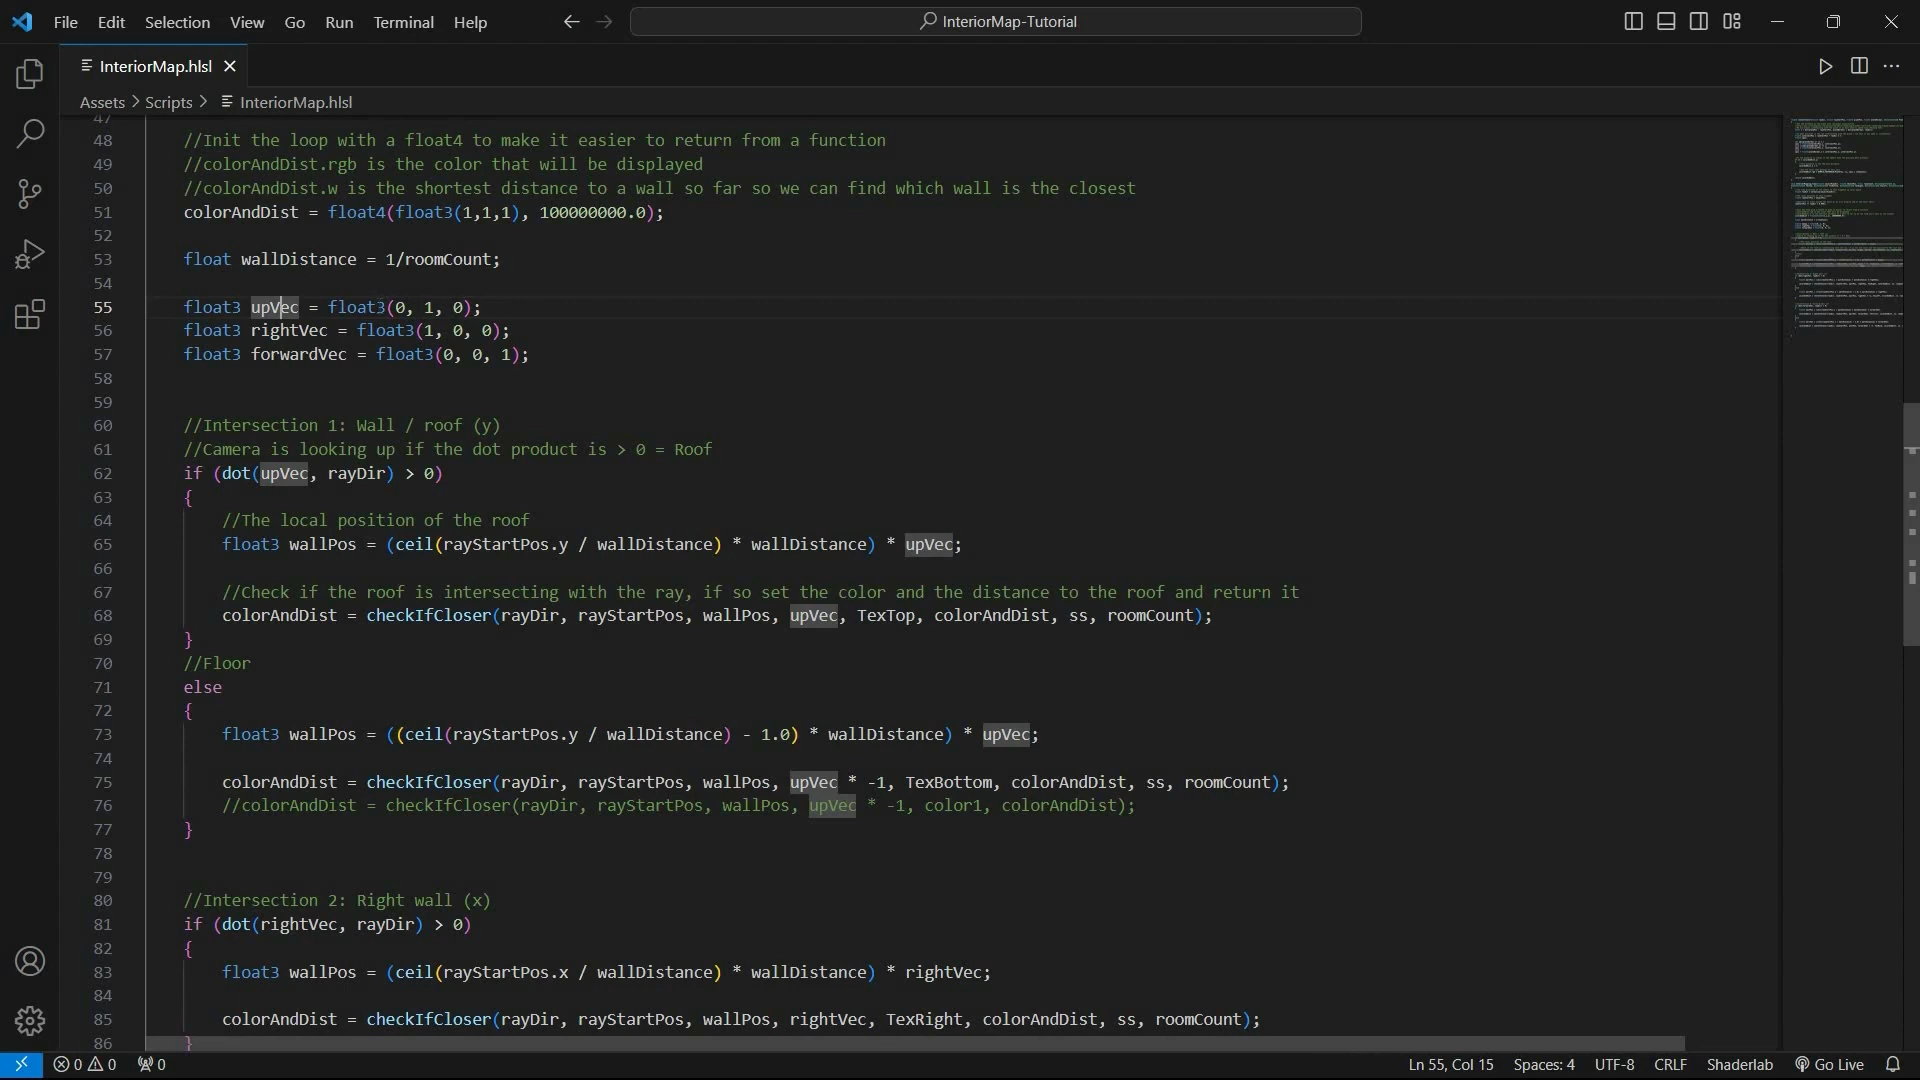 File Edit Selection View Go Run Terminal Help
InteriorMap-Tutorial
InteriorMap.hlsl
Assets > Scripts > InteriorMap.hlsl
47
48 //Init the loop with a float4 to make it easier to return from a function
49 //colorAndDist.rgb is the color that will be displayed
50 //colorAndDist.w is the shortest distance to a wall so far so we can find which wall is the closest
51 colorAndDist = float4(float3(1,1,1), 100000000.0);
52
53 float wallDistance = 1/roomCount;
54
55 float3 upVec = float3(0, 1, 0);
56 float3 rightVec = float3(1, 0, 0);
57 float3 forwardVec = float3(0, 0, 1);
58
59
60 //Intersection 1: Wall / roof (y)
61 //Camera is looking up if the dot product is > 0 = Roof
62 if (dot(upVec, rayDir) > 0)
63 {
64 //The local position of the roof
65 float3 wallPos = (ceil(rayStartPos.y / wallDistance) * wallDistance) * upVec;
66
67 //Check if the roof is intersecting with the ray, if so set the color and the distance to the roof and return it
68 colorAndDist = checkIfCloser(rayDir, rayStartPos, wallPos, upVec, TexTop, colorAndDist, ss, roomCount);
69 }
70 //Floor
71 else
72 {
73 float3 wallPos = ((ceil(rayStartPos.y / wallDistance) - 1.0) * wallDistance) * upVec;
74
75 colorAndDist = checkIfCloser(rayDir, rayStartPos, wallPos, upVec * -1, TexBottom, colorAndDist, ss, roomCount);
76 //colorAndDist = checkIfCloser(rayDir, rayStartPos, wallPos, upVec * -1, color1, colorAndDist);
77 }
78
79
80 //Intersection 2: Right wall (x)
81 if (dot(rightVec, rayDir) > 0)
82 {
83 float3 wallPos = (ceil(rayStartPos.x / wallDistance) * wallDistance) * rightVec;
84
85 colorAndDist = checkIfCloser(rayDir, rayStartPos, wallPos, rightVec, TexRight, colorAndDist, ss, roomCount);
86 }
0 0 0 Ln 55, Col 15 Spaces: 4 UTF-8 CRLF Shaderlab Go Live